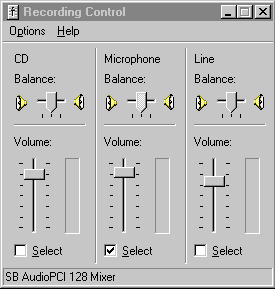 Recording Control
Options Help
CD Microphone Line
Balance: Balance: Balance:
Volume: Volume: Volume:
Select Select Select
SB AudioPCI 128 Mixer